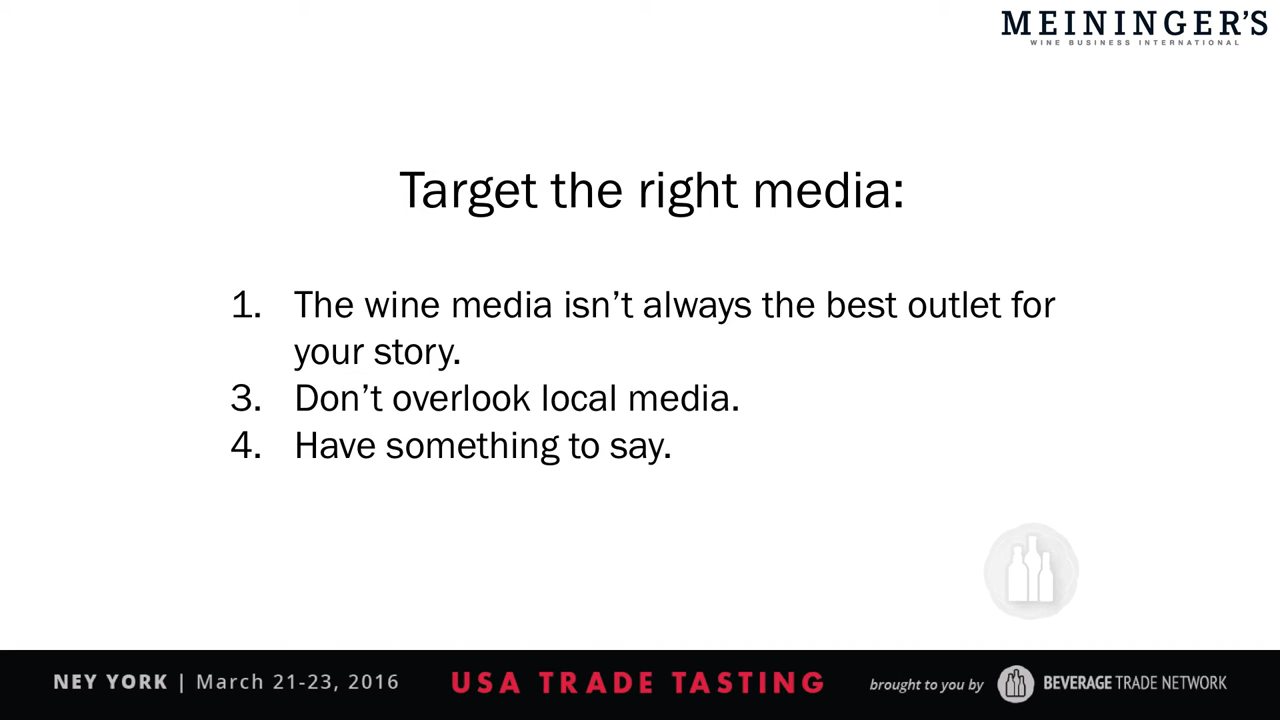 MEININGER'S
WINE BUSINESS INTERNATIONAL
Target the right media:
1. The wine media isn't always the best outlet for
your story.
3. Don't overlook local media.
4. Have something to say.
NEY YORK | March 21-23, 2016
USA TRADE TASTING
brought to you by
BEVERAGE TRADE NETWORK